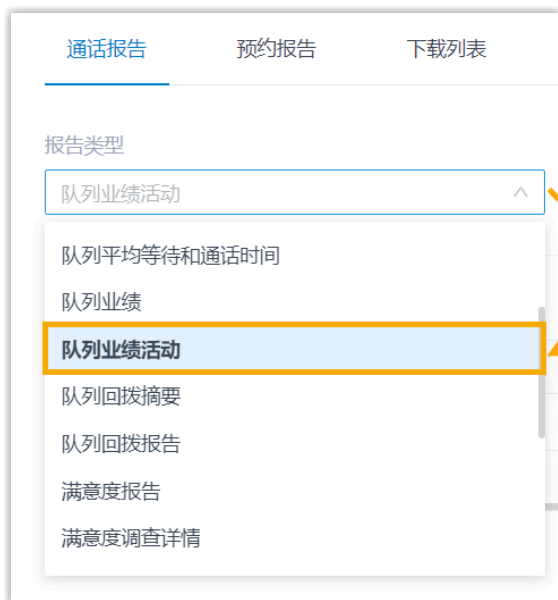 通话报告 预约报告 下载列表
报告类型
队列业绩活动
队列平均等待和通话时间
队列业绩
队列业绩活动
队列回拨摘要
队列回拨报告
满意度报告
满意度调查详情